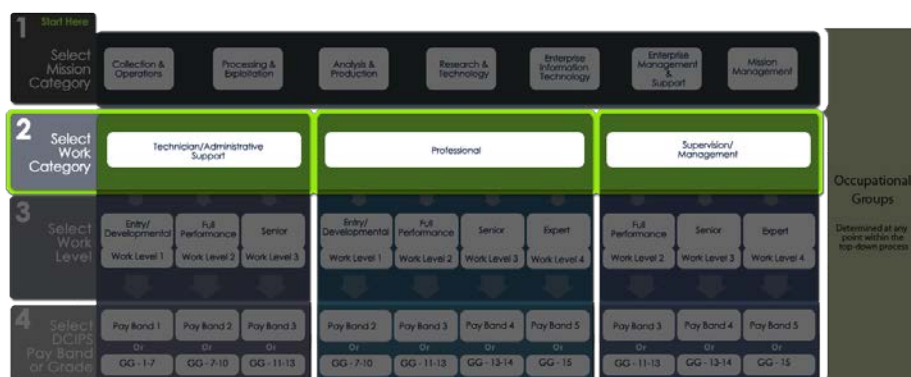 1 Start Here
Select
Mission
Category
Collection &
Operations
Processing &
Exploitation
Analysis &
Production
Research &
Technology
Enterprise
Information
Technology
Enterprise
Management
&
Support
Mission
Management
2 Select
Work
Category
Technician/Administrative
Support
Professional
Supervision/
Management
3 Select
Work
Level
Entry/
Developmental
Full
Performance
Senior
Entry/
Developmental
Full
Performance
Senior
Expert
Full
Performance
Senior
Expert
Work Level 1
Work Level 2
Work Level 3
Work Level 1
Work Level 2
Work Level 3
Work Level 4
Work Level 2
Work Level 3
Work Level 4
4 Select
DCIPS
Pay Band
or Grade
Pay Band 1
Pay Band 2
Pay Band 3
Pay Band 2
Pay Band 3
Pay Band 4
Pay Band 5
Pay Band 3
Pay Band 4
Pay Band 5
Or
Or
Or
Or
Or
Or
Or
Or
Or
Or
GG - 1-7
GG - 7-10
GG - 11-13
GG - 7-10
GG - 11-13
GG - 13-14
GG - 15
GG - 11-13
GG - 13-14
GG - 15
Occupational
Groups
Determined at any
point within the
top-down process